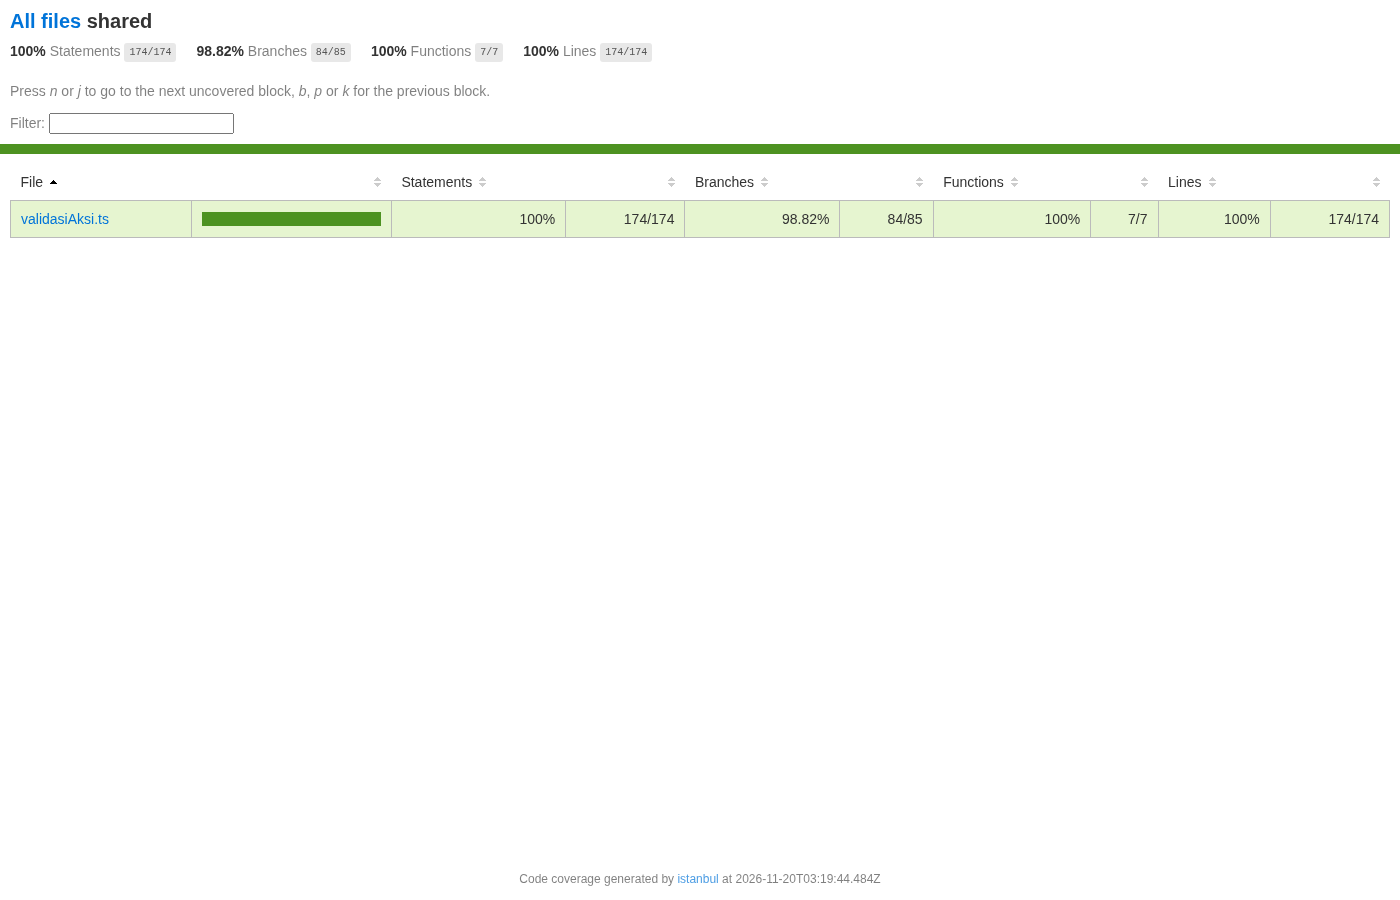 All files shared
100% Statements 174/174 98.82% Branches 84/85 100% Functions 7/7 100% Lines 174/174
Press n or j to go to the next uncovered block, b, p or k for the previous block.
Filter:
File Statements Branches Functions Lines
validasiAksi.ts 100% 174/174 98.82% 84/85 100% 7/7 100% 174/174
Code coverage generated by istanbul at 2026-11-20T03:19:44.484Z